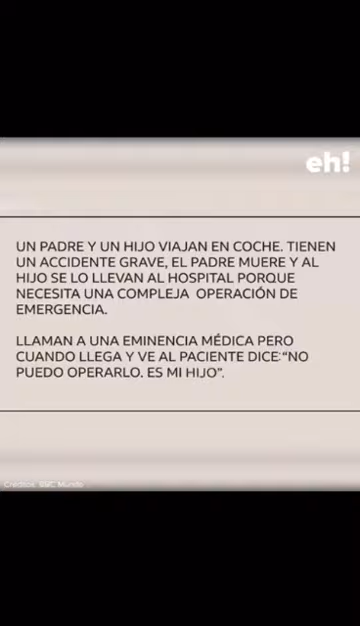 eh!
UN PADRE Y UN HIJO VIAJAN EN COCHE. TIENEN
UN ACCIDENTE GRAVE, EL PADRE MUERE Y AL
HIJO SE LO LLEVAN AL HOSPITAL PORQUE
NECESITA UNA COMPLEJA OPERACIÓN DE
EMERGENCIA.
LLAMAN A UNA EMINENCIA MÉDICA PERO
CUANDO LLEGA Y VE AL PACIENTE DICE:“NO
PUEDO OPERARLO. ES MI HIJO”.
Mundo